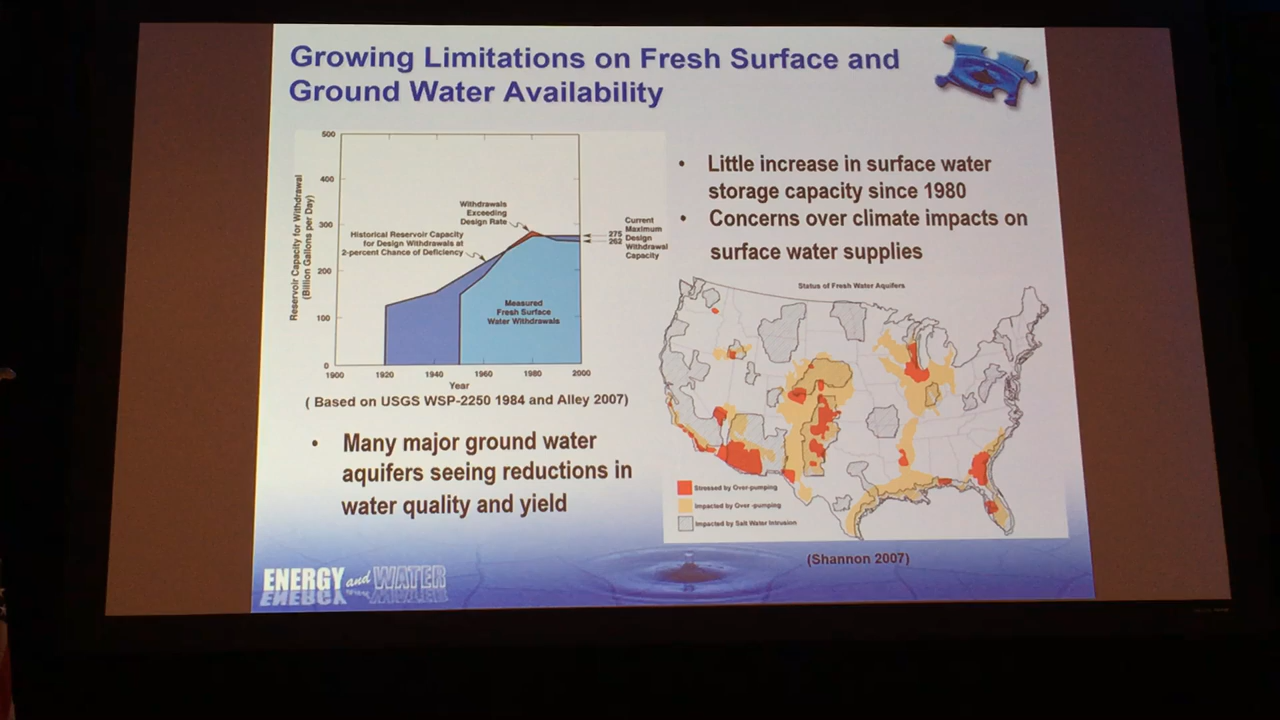 Growing Limitations on Fresh Surface and
Ground Water Availability
Reservoir Capacity for Withdrawal
(Billion Gallons per Day)
500
400
300
200
100
0
1900
1920
1940
1960
1980
2000
Year
Withdrawals
Exceeding
Design Rate
Historical Reservoir Capacity
for Design Withdrawals at
2-percent Chance of Deficiency
Measured
Fresh Surface
Water Withdrawals
275
262
Current
Maximum
Design
Withdrawal
Capacity
( Based on USGS WSP-2250 1984 and Alley 2007)
• Many major ground water
aquifers seeing reductions in
water quality and yield
• Little increase in surface water
storage capacity since 1980
• Concerns over climate impacts on
surface water supplies
Status of Fresh Water Aquifers
Stressed by Over-pumping
Impacted by Over -pumping
Impacted by Salt Water Intrusion
(Shannon 2007)
ENERGY and WATER